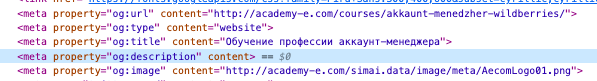 <meta property="og:url" content="http://academy-e.com/courses/akkaunt-menedzher-wildberries/">
<meta property="og:type" content="website">
<meta property="og:title" content="Обучение профессии аккаунт-менеджера">
<meta property="og:description" content> == $0
<meta property="og:image" content="http://academy-e.com/simai.data/image/meta/AecomLogo01.png">